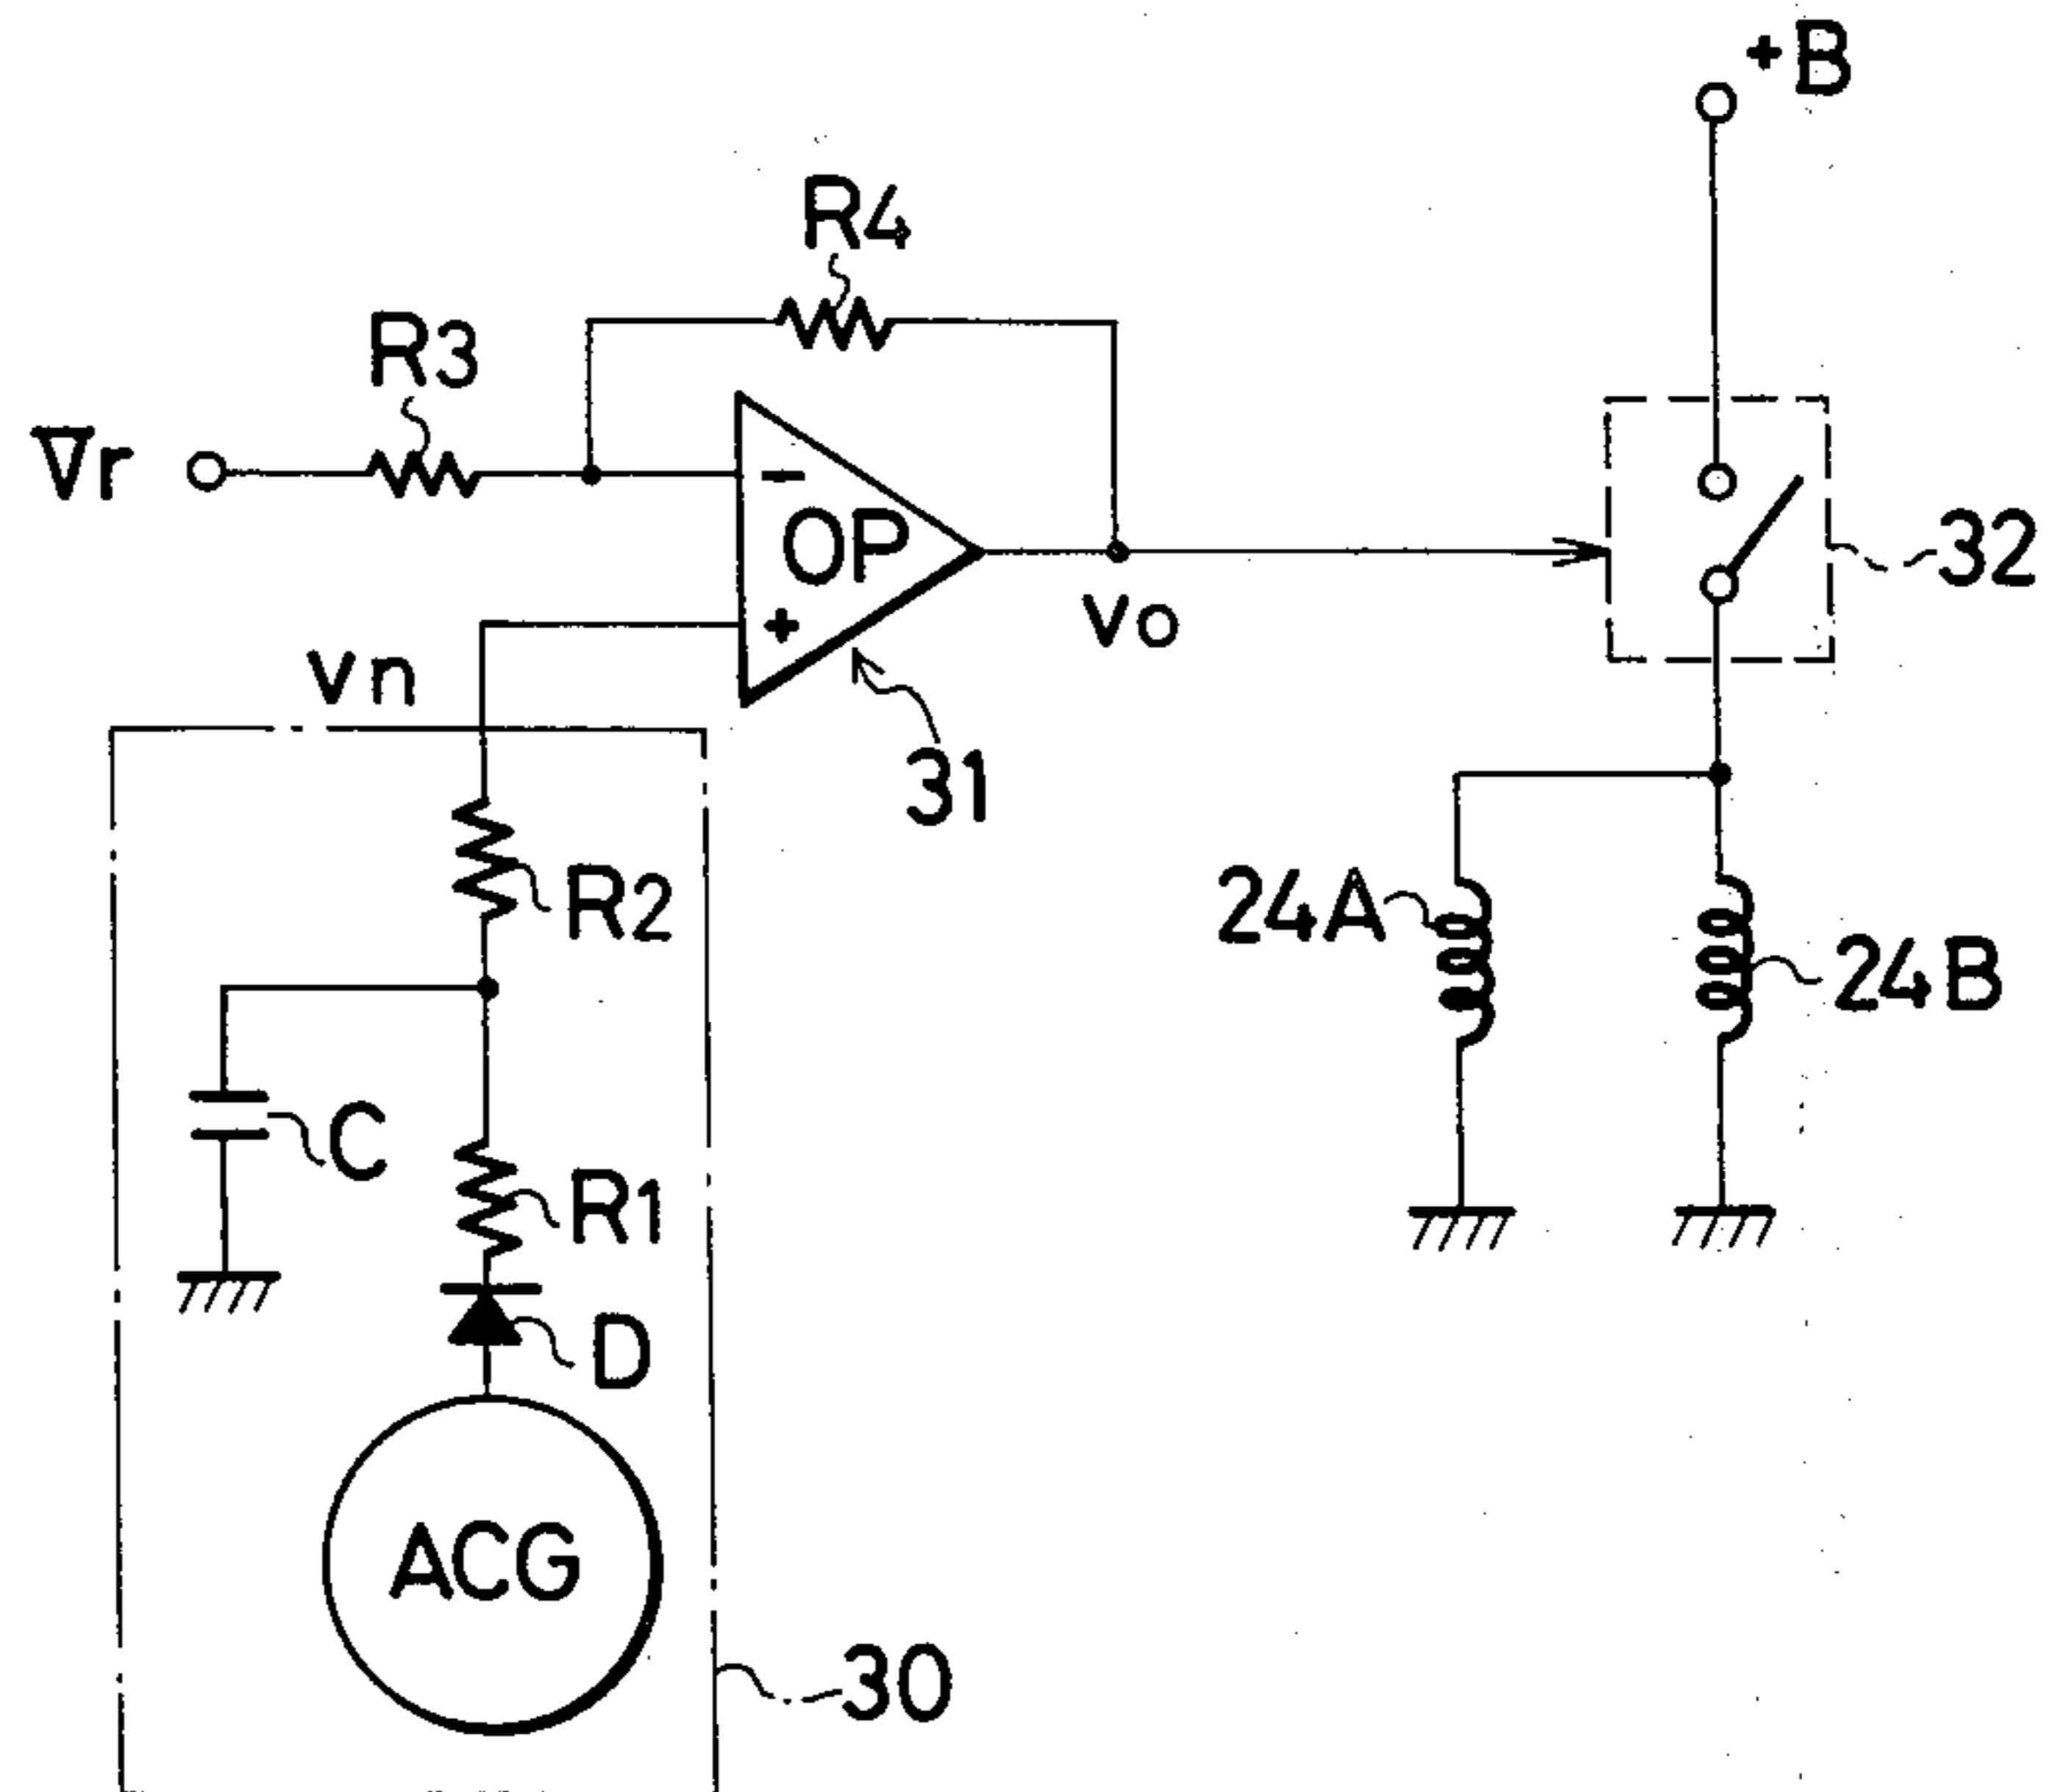 +B
R4
R3
Vr
OP
-
+
32
vo
vn
31
R2
24A
24B
C
R1
D
ACG
30